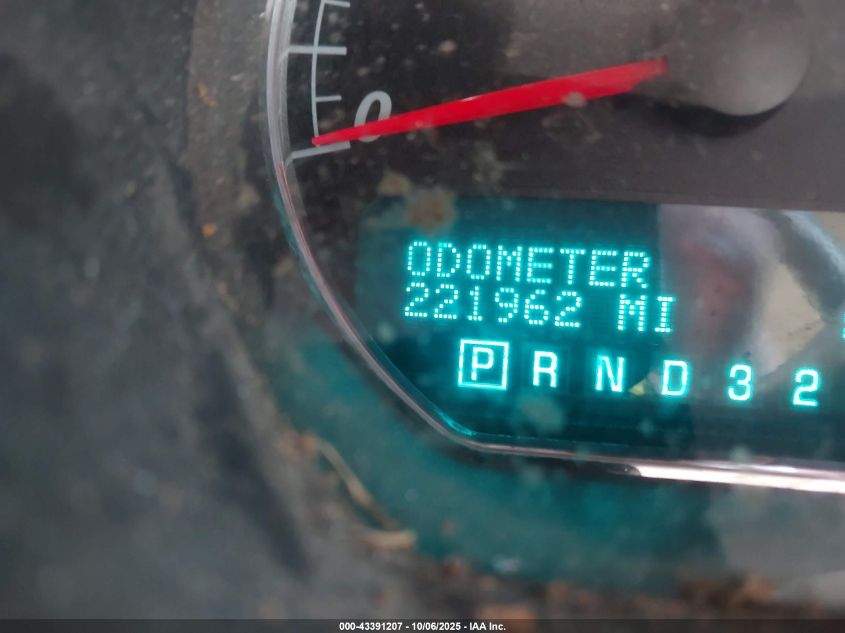 0
ODOMETER
221962 MI
P R N D 3 2
000-43391207 - 10/06/2025 - IAA Inc.